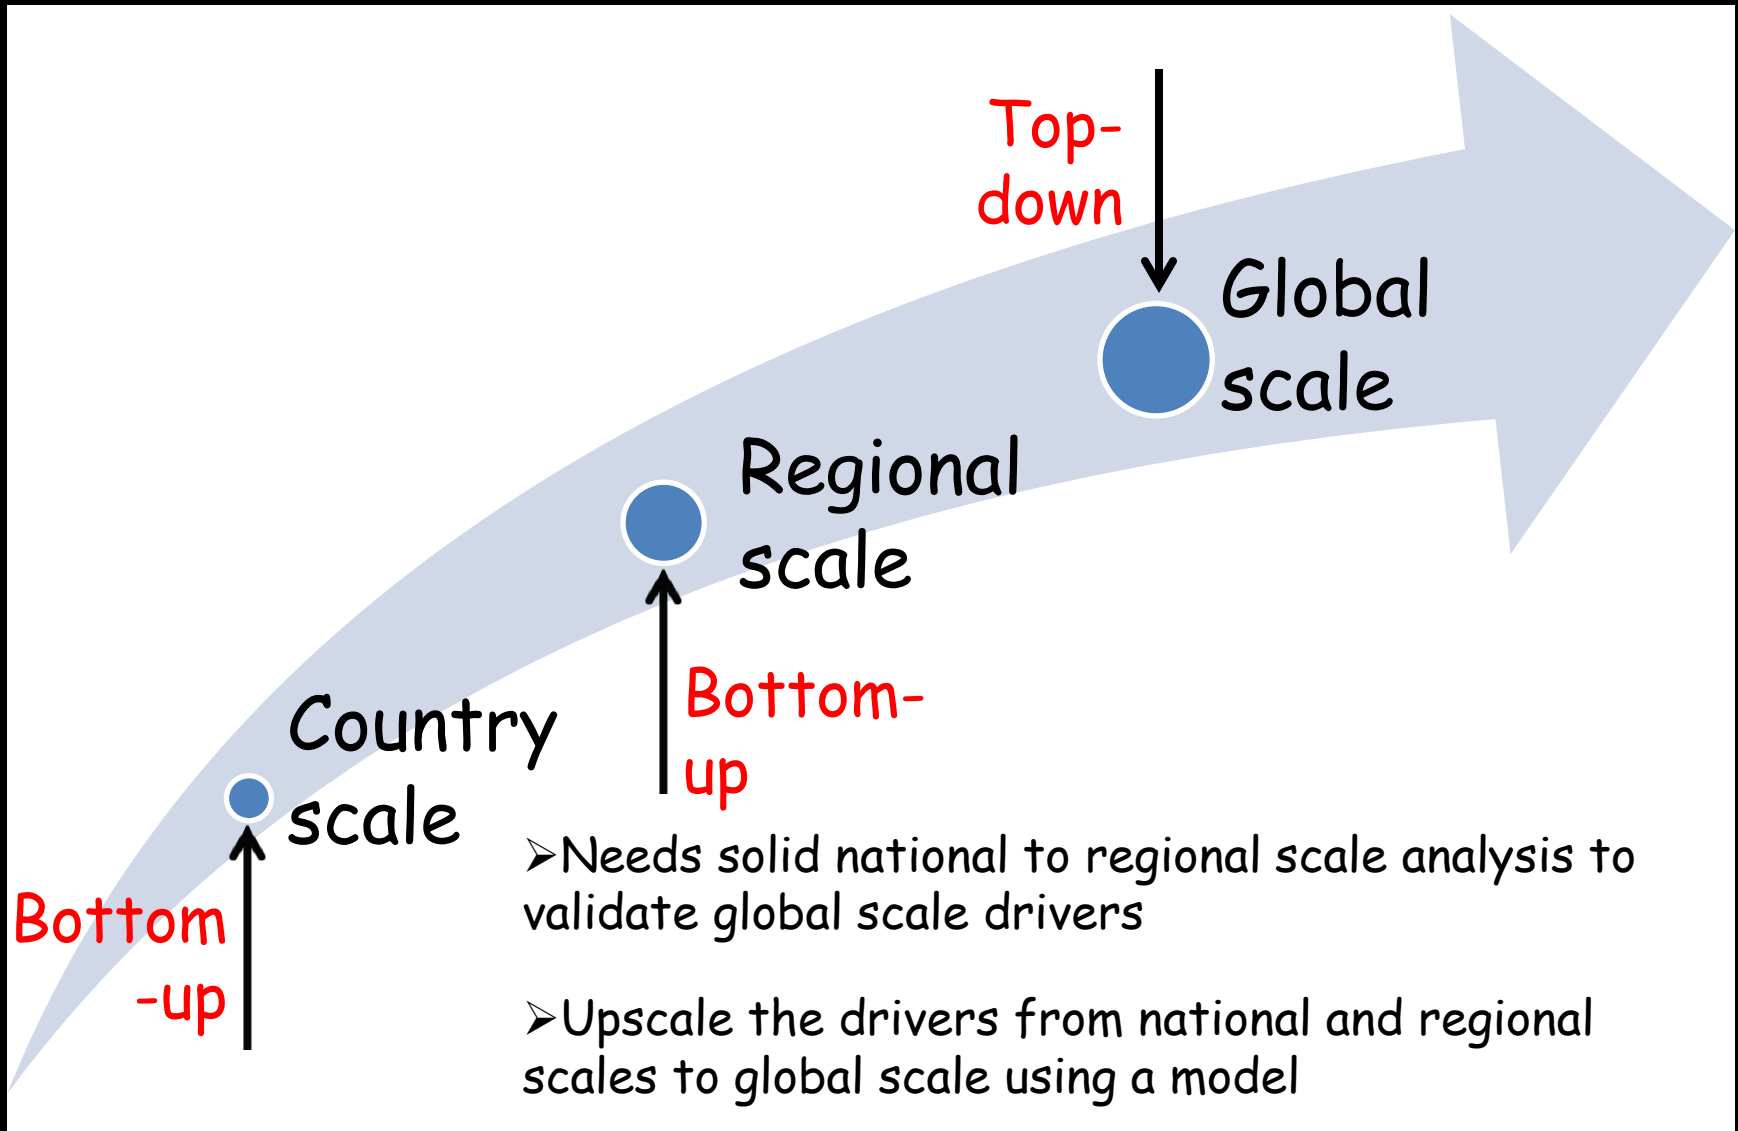 Top-
down
Global
scale
Regional
scale
Bottom-
up
Country
scale
Bottom
-up
➢Needs solid national to regional scale analysis to
validate global scale drivers
➢Upscale the drivers from national and regional
scales to global scale using a model